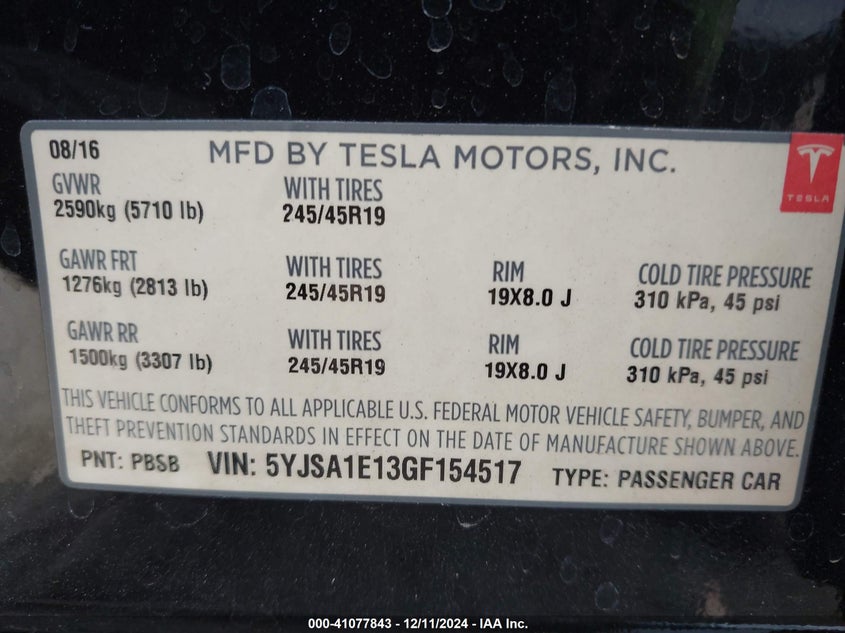 08/16 MFD BY TESLA MOTORS, INC.
TESLA
GVWR WITH TIRES
2590kg (5710 lb) 245/45R19
GAWR FRT WITH TIRES RIM COLD TIRE PRESSURE
1276kg (2813 lb) 245/45R19 19X8.0 J 310 kPa, 45 psi
GAWR RR WITH TIRES RIM COLD TIRE PRESSURE
1500kg (3307 lb) 245/45R19 19X8.0 J 310 kPa, 45 psi
THIS VEHICLE CONFORMS TO ALL APPLICABLE U.S. FEDERAL MOTOR VEHICLE SAFETY, BUMPER, AND
THEFT PREVENTION STANDARDS IN EFFECT ON THE DATE OF MANUFACTURE SHOWN ABOVE.
PNT: PBSB VIN: 5YJSA1E13GF154517 TYPE: PASSENGER CAR
000-41077843 - 12/11/2024 - IAA Inc.